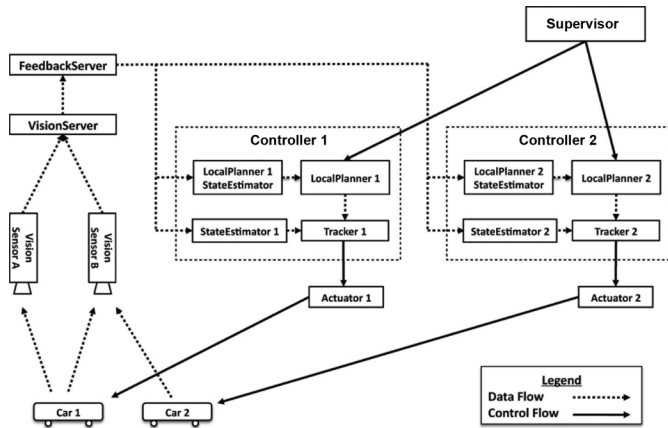 Supervisor
FeedbackServer
VisionServer
Controller 1
Controller 2
LocalPlanner 1
StateEstimator
LocalPlanner 1
LocalPlanner 2
StateEstimator
LocalPlanner 2
StateEstimator 1
Tracker 1
StateEstimator 2
Tracker 2
Vision
Sensor A
Vision
Sensor B
Actuator 1
Actuator 2
Car 1
Car 2
Legend
Data Flow
Control Flow